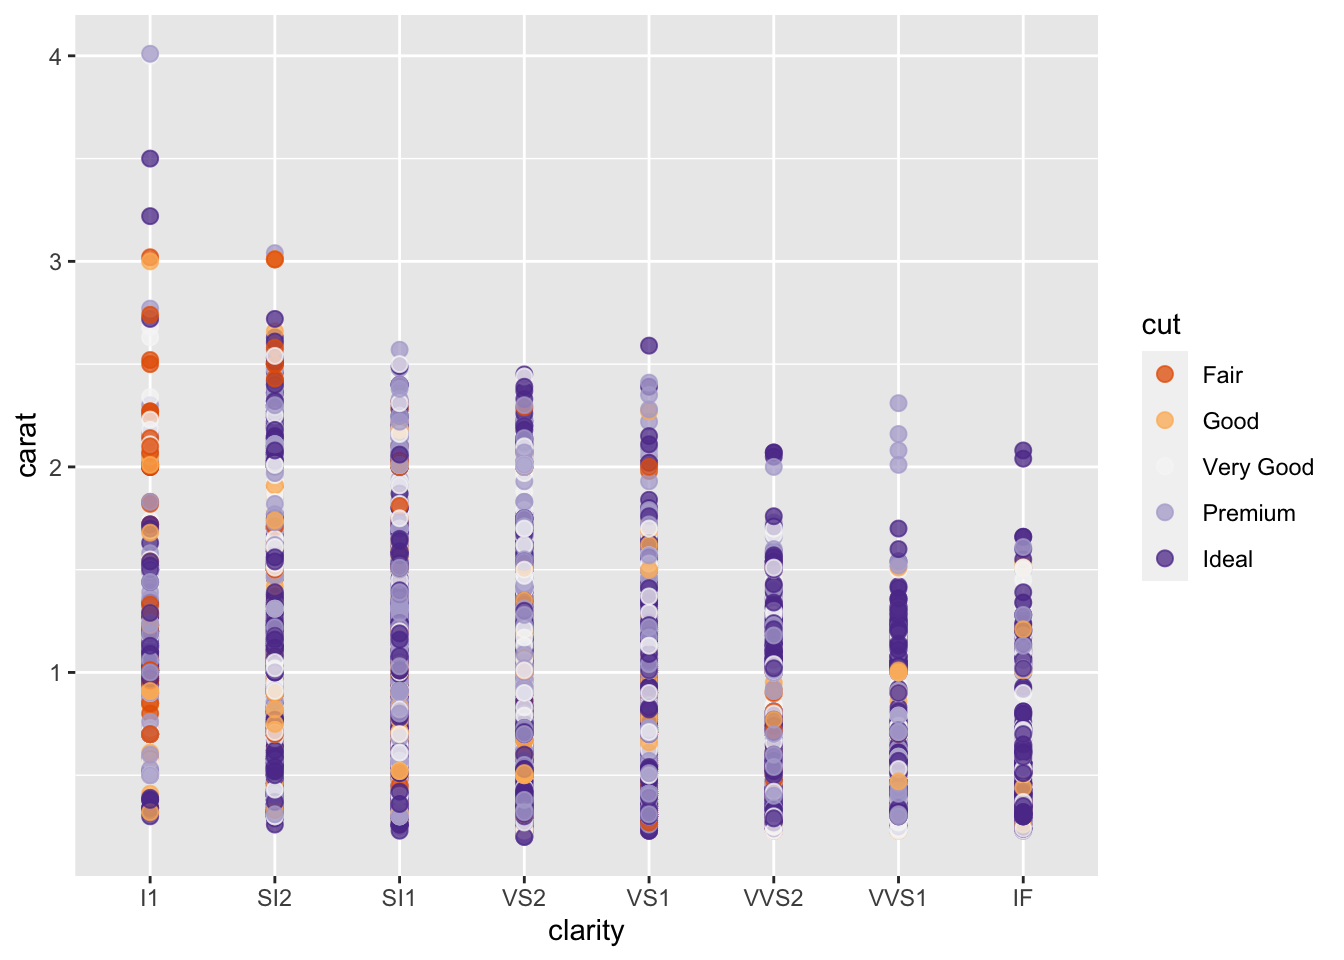 4
3
2
1
carat
I1 SI2 SI1 VS2 VS1 VVS2 VVS1 IF
clarity
cut
Fair
Good
Very Good
Premium
Ideal